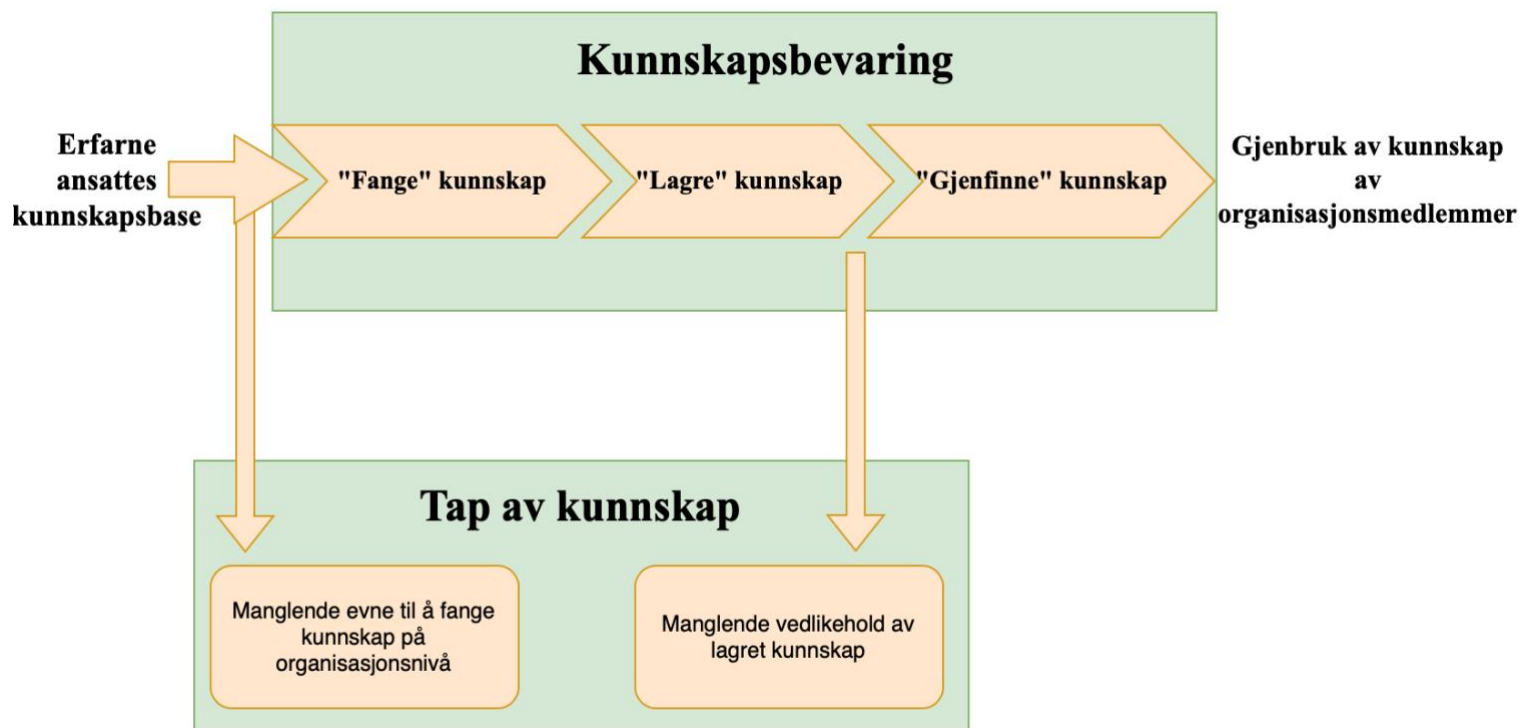 Kunnskapsbevaring
Erfarne
ansattes
kunnskapsbase
"Fange" kunnskap
"Lagre" kunnskap
"Gjenfinne" kunnskap
Gjenbruk av kunnskap
av
organisasjonsmedlemmer
Tap av kunnskap
Manglende evne til å fange
kunnskap på
organisasjonsnivå
Manglende vedlikehold av
lagret kunnskap